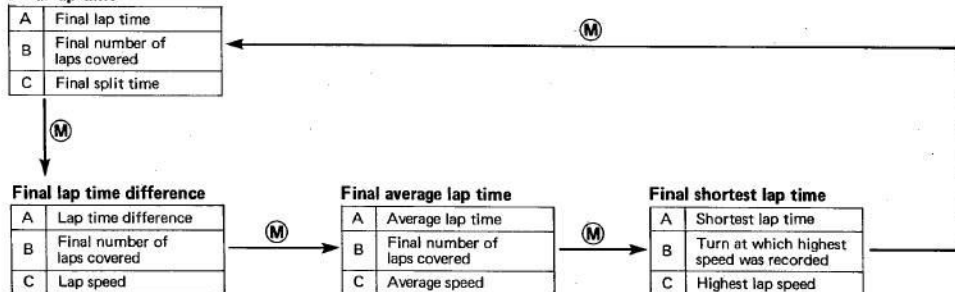 A Final lap time
B Final number of
laps covered
C Final split time
M
M
Final lap time difference
A Lap time difference
B Final number of
laps covered
C Lap speed
M
Final average lap time
A Average lap time
B Final number of
laps covered
C Average speed
M
Final shortest lap time
A Shortest lap time
B Turn at which highest
speed was recorded
C Highest lap speed